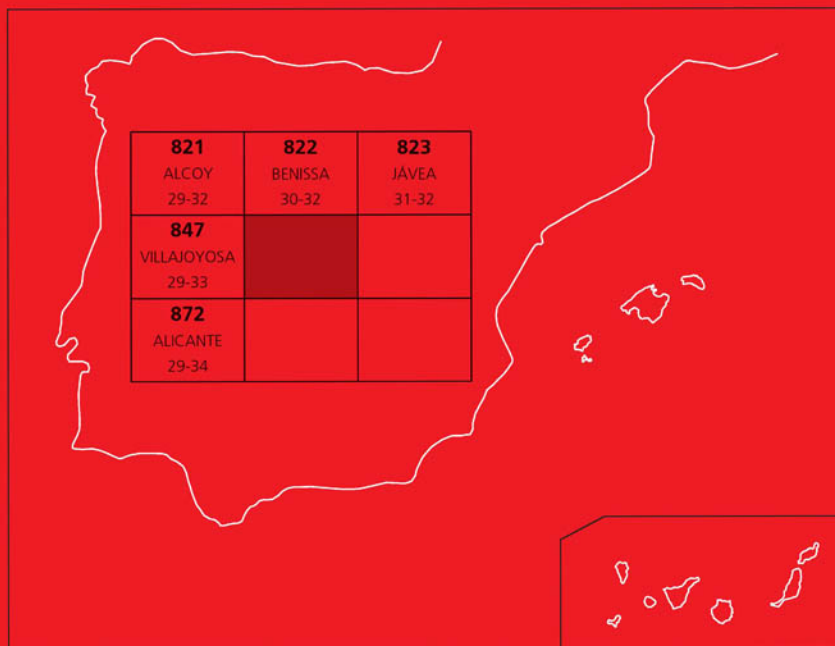 821
ALCOY
29-32
822
BENISSA
30-32
823
JÁVEA
31-32
847
VILLAJOYOSA
29-33
872
ALICANTE
29-34